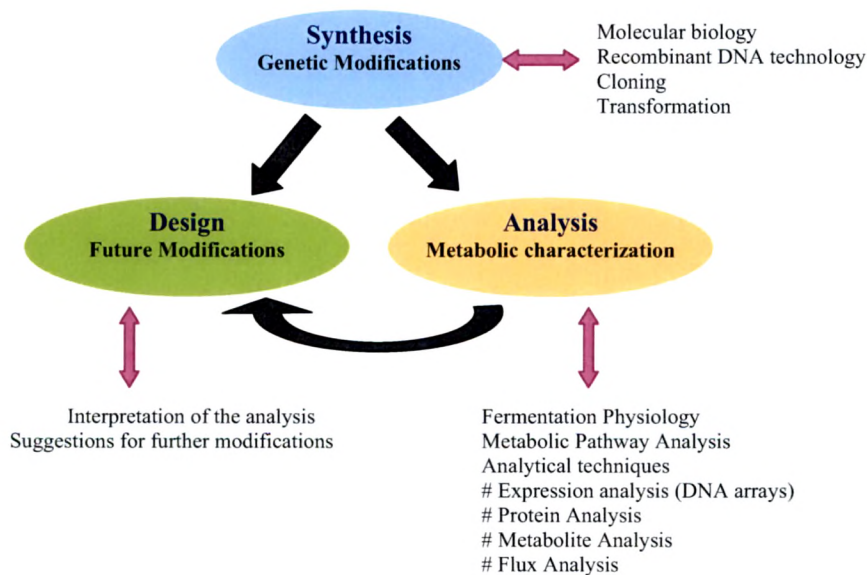 Synthesis
Genetic Modifications
Molecular biology
Recombinant DNA technology
Cloning
Transformation
Design
Future Modifications
Analysis
Metabolic characterization
Interpretation of the analysis
Suggestions for further modifications
Fermentation Physiology
Metabolic Pathway Analysis
Analytical techniques
# Expression analysis (DNA arrays)
# Protein Analysis
# Metabolite Analysis
# Flux Analysis